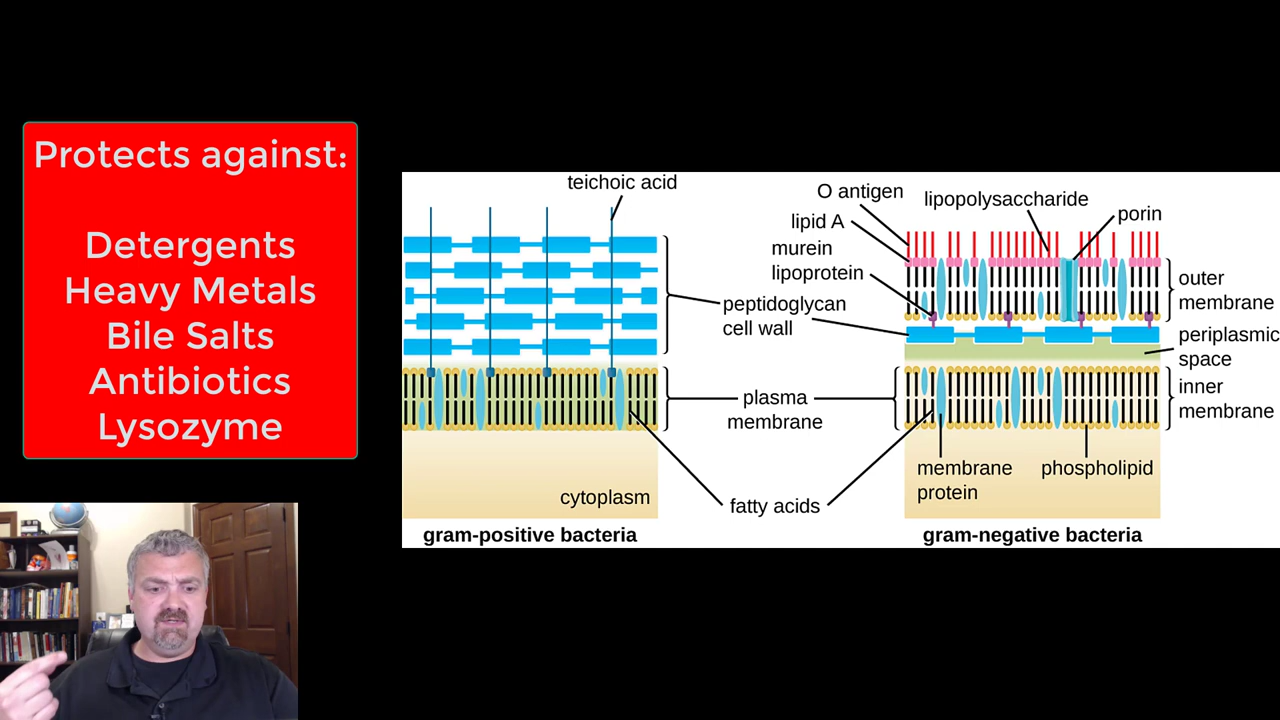 Protects against:
Detergents
Heavy Metals
Bile Salts
Antibiotics
Lysozyme
teichoic acid
peptidoglycan
cell wall
plasma
membrane
fatty acids
cytoplasm
gram-positive bacteria
O antigen
lipopolysaccharide
porin
lipid A
murein
lipoprotein
outer
membrane
periplasmic
space
inner
membrane
membrane
protein
phospholipid
gram-negative bacteria